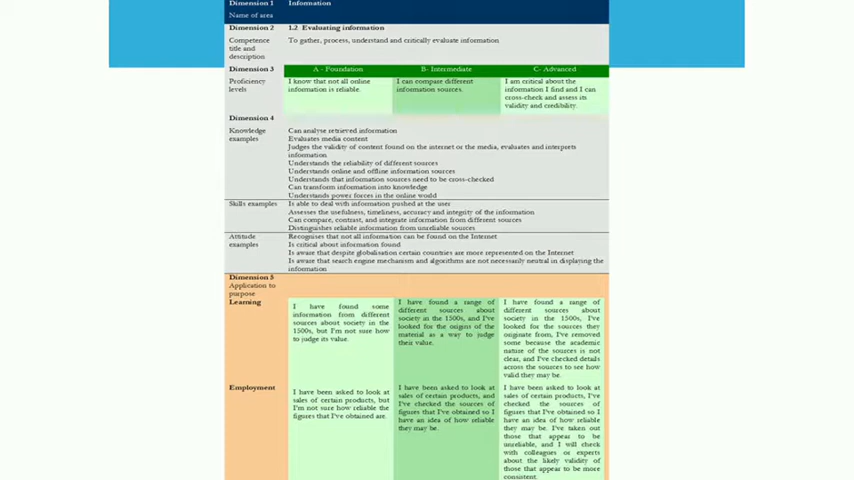 Dimension 1 Information
Name of area
Dimension 2 1.2 Evaluating information
Competence To gather, process, understand and critically evaluate information
title and
description
Dimension 3 A - Foundation B- Intermediate C- Advanced
Proficiency levels
I know that not all online
information is reliable.
I can compare different
information sources.
I am critical about the
information I find and I can
cross-check and assess its
validity and credibility.
Dimension 4
Knowledge
examples
Can analyse retrieved information
Evaluates media content
Judges the validity of content found on the internet or the media, evaluates and interprets
information
Understands the reliability of different sources
Understands online and offline information sources
Understands that information sources need to be cross-checked
Can transform information into knowledge
Understands power forces in the online world
Skills examples
Is able to deal with information pushed at the user
Assesses the usefulness, timeliness, accuracy and integrity of the information
Can compare, contrast, and integrate information from different sources
Distinguishes reliable information from unreliable sources
Attitude
examples
Recognises that not all information can be found on the Internet
Is critical about information found
Is aware that despite globalisation certain countries are more represented on the Internet
Is aware that search engine mechanism and algorithms are not necessarily neutral in displaying the
information
Dimension 5
Application to
purpose
Learning
I have found some
information from different
sources about society in the
1500s, but I'm not sure how
to judge its value.
I have found a range of
different sources about
society in the 1500s, and I've
looked for the origins of the
material as a way to judge
their value.
I have found a range of
different sources about
society in the 1500s, I've
looked for the sources they
originate from, I've removed
some because the academic
nature of the sources is not
clear, and I've checked details
across the sources to see how
valid they may be.
Employment
I have been asked to look at
sales of certain products, but
I'm not sure how reliable the
figures that I've obtained are.
I have been asked to look at
sales of certain products, and
I've checked the sources of
figures that I've obtained so I
have an idea of how reliable
they may be.
I have been asked to look at
sales of certain products, I've
checked the sources of
figures that I've obtained so I
have an idea of how reliable
they may be. I've taken out
those that appear to be
unreliable, and I will check
with colleagues or experts
about the likely validity of
those that appear to be more
consistent.